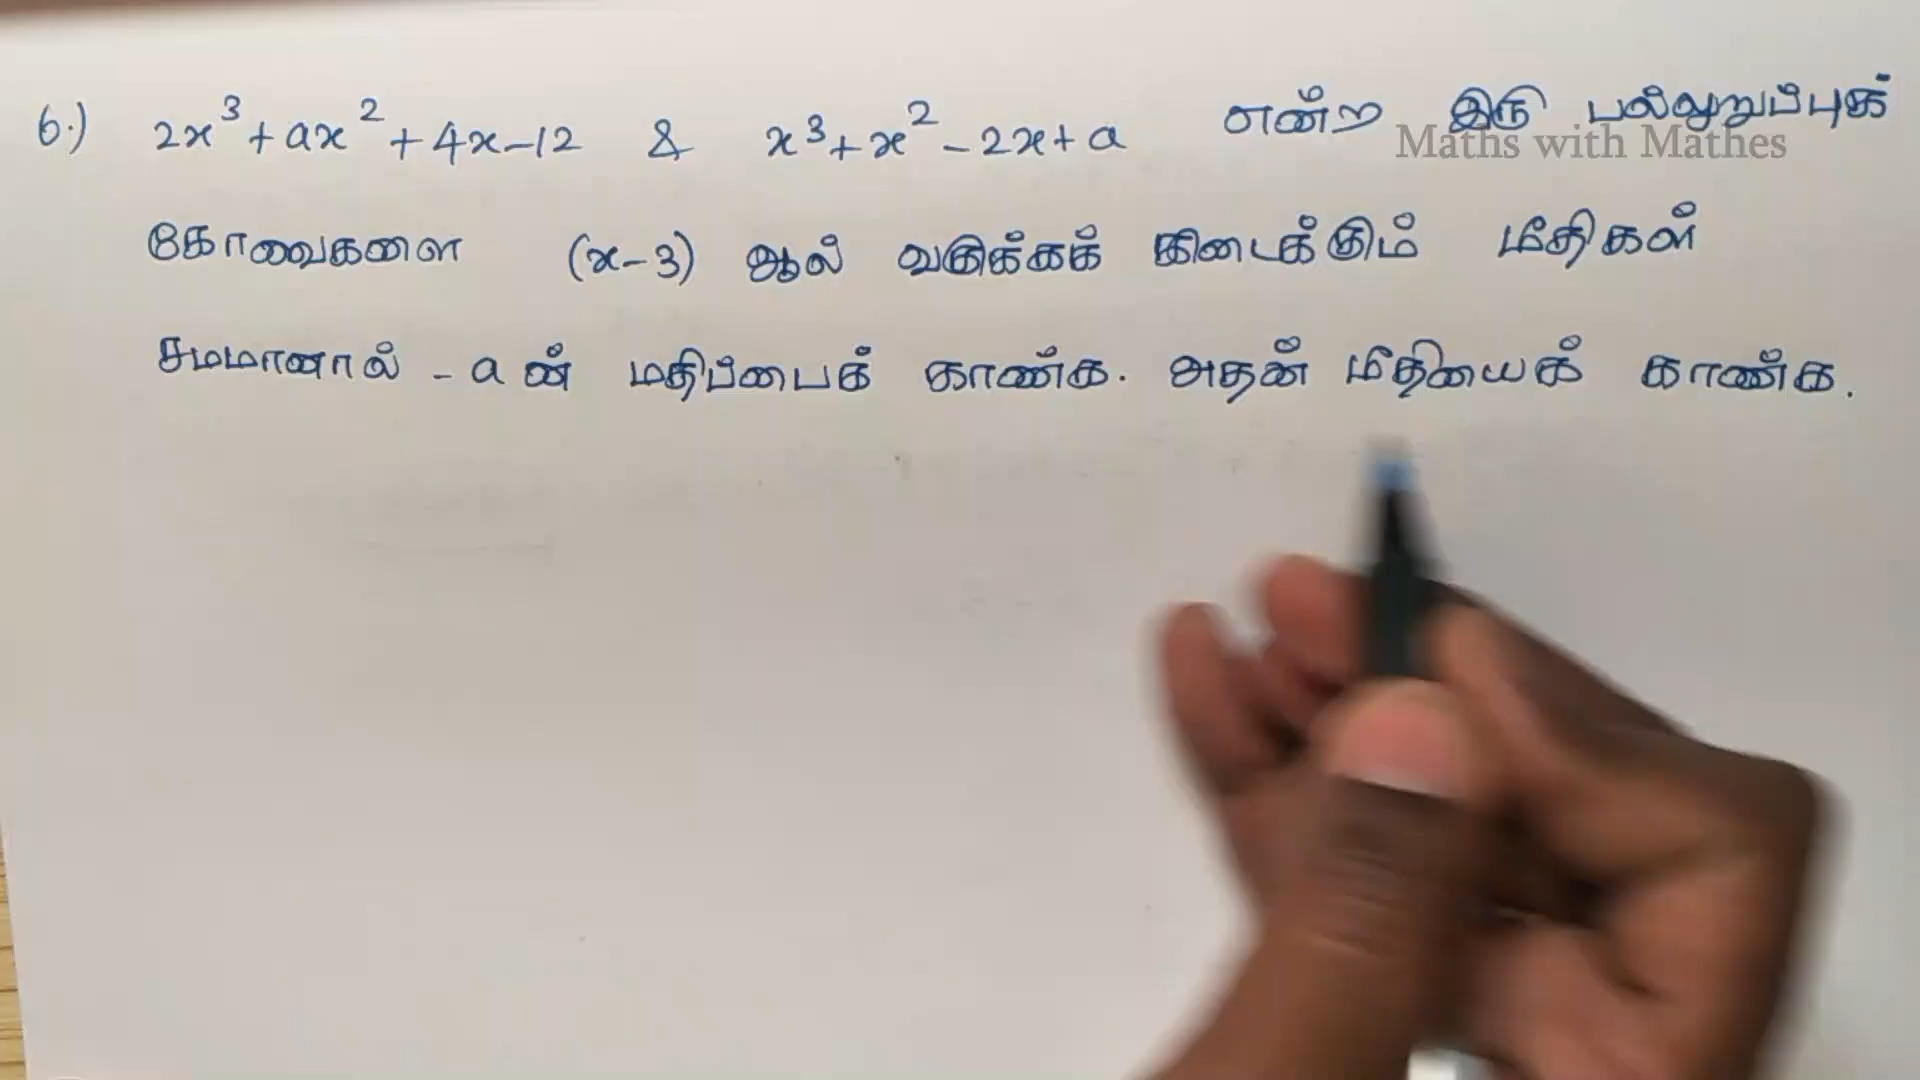 6.) 2x³+ax²+4x-12 & x³+x²-2x+a என்ற இரு பல்லுறுப்புக்
Maths with Mathes
கோவைகளை (x-3) ஆல் வகுக்கக் கிடைக்கும் மீதிகள்
சமமானால் - a ன் மதிப்பைக் காண்க. அதன் மீதியைக் காண்க.